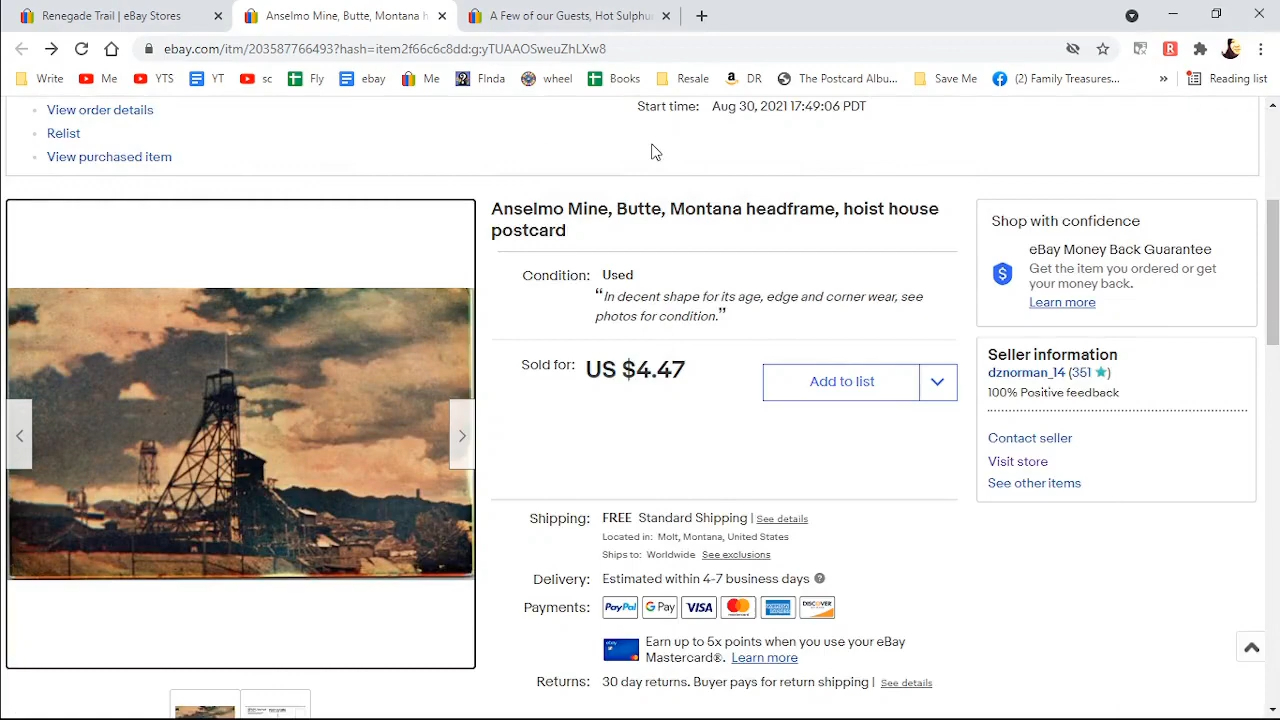 Renegade Trail | eBay Stores
Anselmo Mine, Butte, Montana h
A Few of our Guests, Hot Sulphu
ebay.com/itm/203587766493?hash=item2f66c6c8dd:g:yTUAAOSweuZhLXw8
Write
Me
YTS
YT
sc
Fly
ebay
Me
FInda
wheel
Books
Resale
DR
The Postcard Albu...
Save Me
(2) Family Treasures...
Reading list
View order details
Start time: Aug 30, 2021 17:49:06 PDT
Relist
View purchased item
Anselmo Mine, Butte, Montana headframe, hoist house
postcard
Condition: Used
“In decent shape for its age, edge and corner wear, see
photos for condition.”
Sold for: US $4.47
Add to list
Shipping: FREE Standard Shipping | See details
Located in: Molt, Montana, United States
Ships to: Worldwide See exclusions
Delivery: Estimated within 4-7 business days
Payments: PayPal G Pay VISA DISCOVER
Earn up to 5x points when you use your eBay
Mastercard®. Learn more
Returns: 30 day returns. Buyer pays for return shipping | See details
Shop with confidence
eBay Money Back Guarantee
Get the item you ordered or get
your money back.
Learn more
Seller information
dznorman_14 (351)
100% Positive feedback
Contact seller
Visit store
See other items